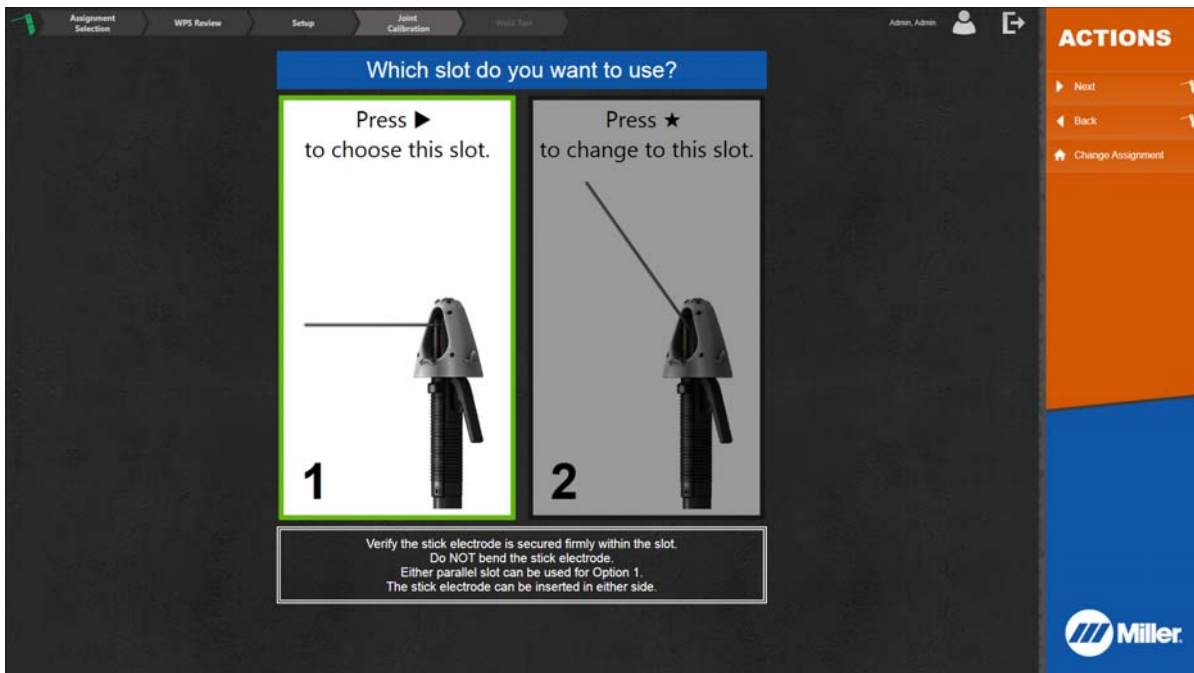 Assignment
Selection
WPS Review
Setup
Joint
Calibration
Weld Test
Admin, Admin
ACTIONS
Next
Back
Change Assignment
Which slot do you want to use?
Press ▶
to choose this slot.
1
Press ★
to change to this slot.
2
Verify the stick electrode is secured firmly within the slot.
Do NOT bend the stick electrode.
Either parallel slot can be used for Option 1.
The stick electrode can be inserted in either side.
Miller.